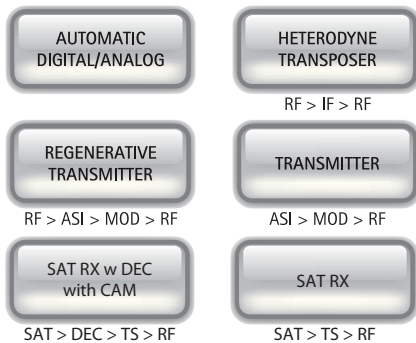 AUTOMATIC
DIGITAL/ANALOG
HETERODYNE
TRANSPOSER
RF > IF > RF
REGENERATIVE
TRANSMITTER
RF > ASI > MOD > RF
TRANSMITTER
ASI > MOD > RF
SAT RX w DEC
with CAM
SAT > DEC > TS > RF
SAT RX
SAT > TS > RF